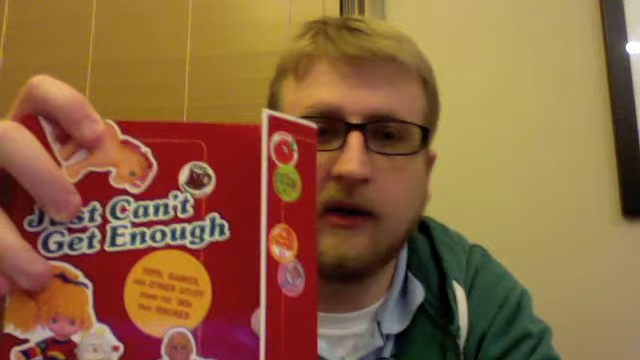 Just Can't
Get Enough
TOYS, GAMES,
AND OTHER STUFF
FROM THE '80s
THAT ROCKED